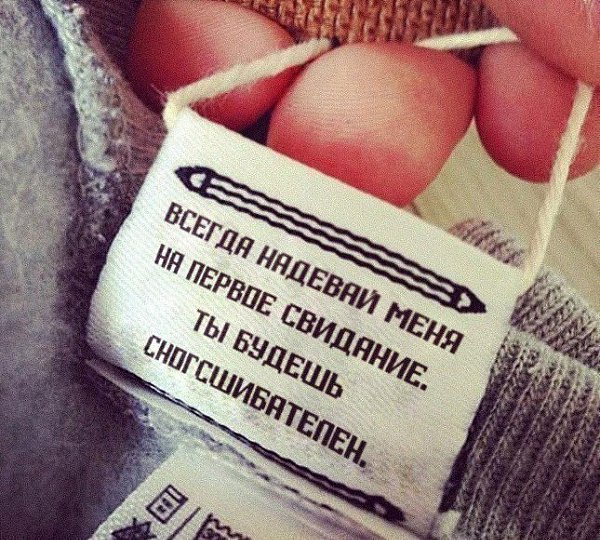 ВСЕГДА НАДЕВАЙ МЕНЯ
НА ПЕРВОЕ СВИДАНИЕ.
ТЫ БУДЕШЬ
СНОГСШИБАТЕЛЕН.